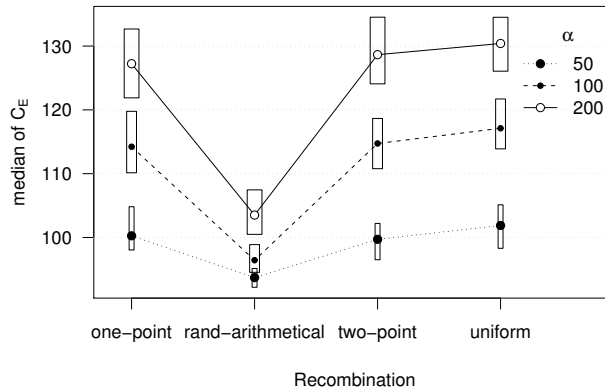 130
120
110
100
median of C_E
α
50
100
200
one−point
rand−arithmetical
two−point
uniform
Recombination